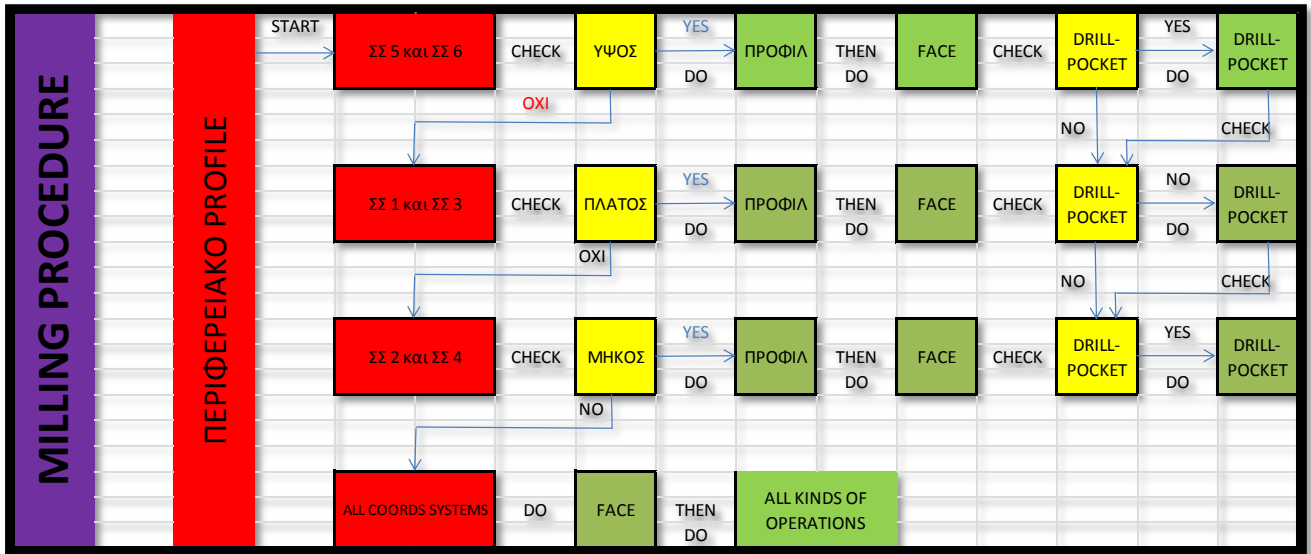 MILLING PROCEDURE
ΠΕΡΙΦΕΡΕΙΑΚΟ PROFILE
START
ΣΣ 5 και ΣΣ 6
CHECK
ΥΨΟΣ
YES
DO
ΠΡΟΦΙΛ
THEN
DO
FACE
CHECK
DRILL-
POCKET
YES
DO
DRILL-
POCKET
ΟΧΙ
NO
CHECK
ΣΣ 1 και ΣΣ 3
CHECK
ΠΛΑΤΟΣ
YES
DO
ΠΡΟΦΙΛ
THEN
DO
FACE
CHECK
DRILL-
POCKET
NO
DO
DRILL-
POCKET
ΟΧΙ
NO
CHECK
ΣΣ 2 και ΣΣ 4
CHECK
ΜΗΚΟΣ
YES
DO
ΠΡΟΦΙΛ
THEN
DO
FACE
CHECK
DRILL-
POCKET
YES
DO
DRILL-
POCKET
NO
ALL COORDS SYSTEMS
DO
FACE
THEN
DO
ALL KINDS OF
OPERATIONS